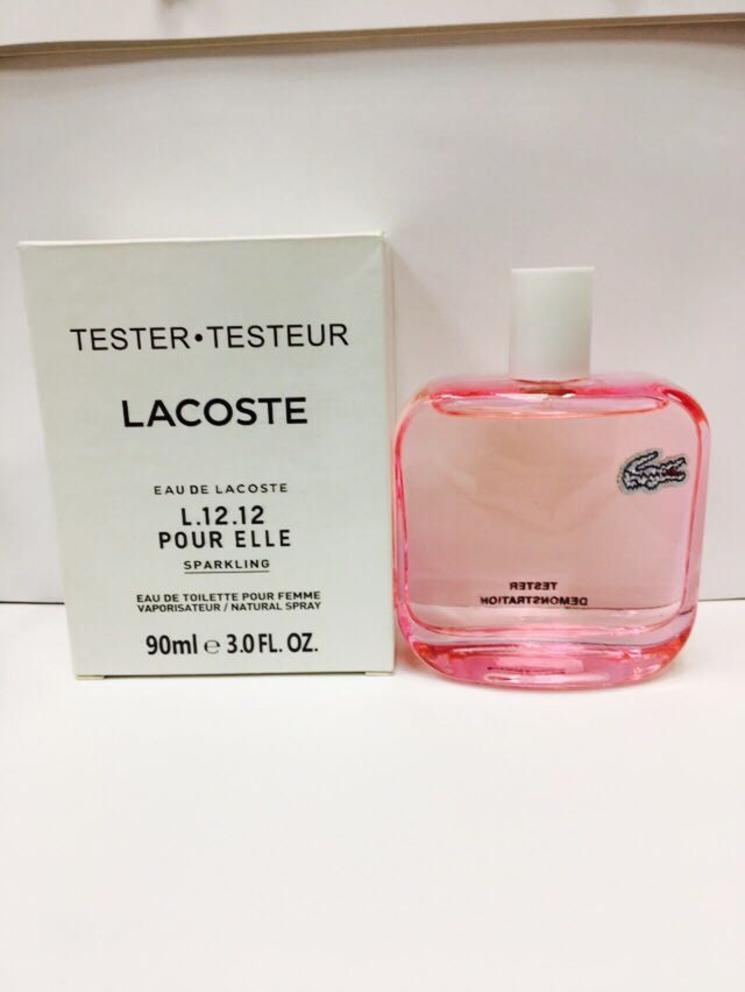 TESTER•TESTEUR
LACOSTE
EAU DE LACOSTE
L.12.12
POUR ELLE
SPARKLING
EAU DE TOILETTE POUR FEMME
VAPORISATEUR / NATURAL SPRAY
90ml ℮ 3.0 FL. OZ.
TESTER
DEMONSTRATION